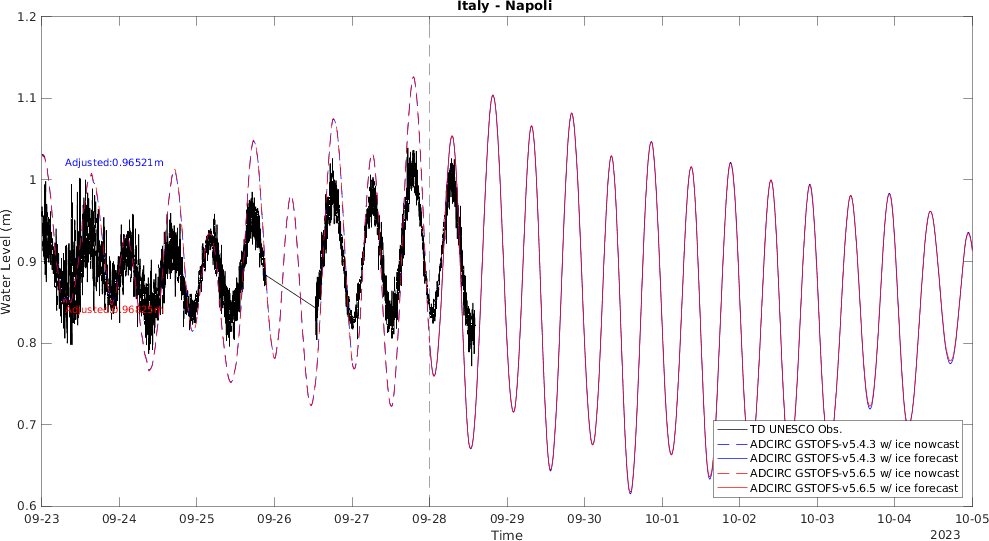 Italy - Napoli
1.2
1.1
1
0.9
0.8
0.7
0.6
Water Level (m)
Adjusted:0.96521m
TD UNESCO Obs.
ADCIRC GSTOFS-v5.4.3 w/ ice nowcast
ADCIRC GSTOFS-v5.4.3 w/ ice forecast
ADCIRC GSTOFS-v5.6.5 w/ ice nowcast
ADCIRC GSTOFS-v5.6.5 w/ ice forecast
09-23 09-24 09-25 09-26 09-27 09-28 09-29 09-30 10-01 10-02 10-03 10-04 10-05
Time
2023